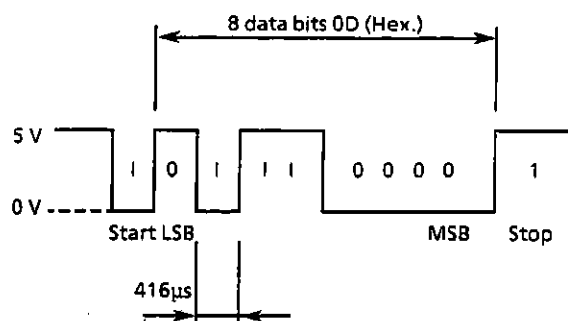 8 data bits 0D (Hex.)
5 V
1 0 1 1 1 0 0 0 0 1
0 V
Start LSB MSB Stop
416µs